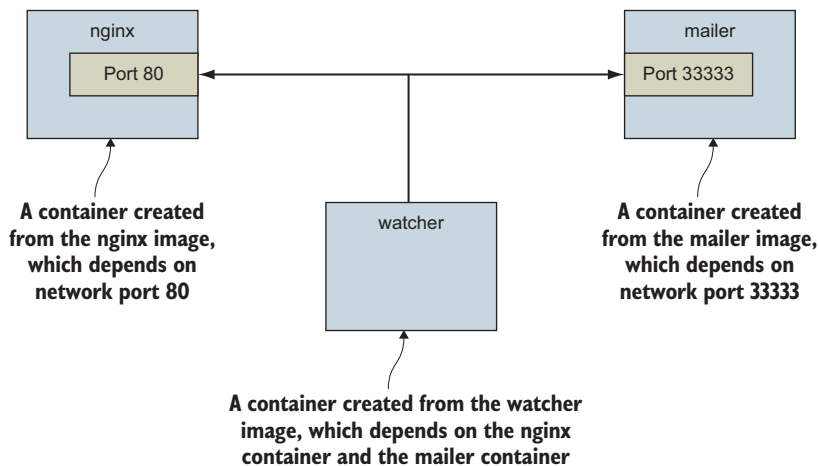 nginx
Port 80
mailer
Port 33333
A container created
from the nginx image,
which depends on
network port 80
watcher
A container created
from the mailer image,
which depends on
network port 33333
A container created from the watcher
image, which depends on the nginx
container and the mailer container